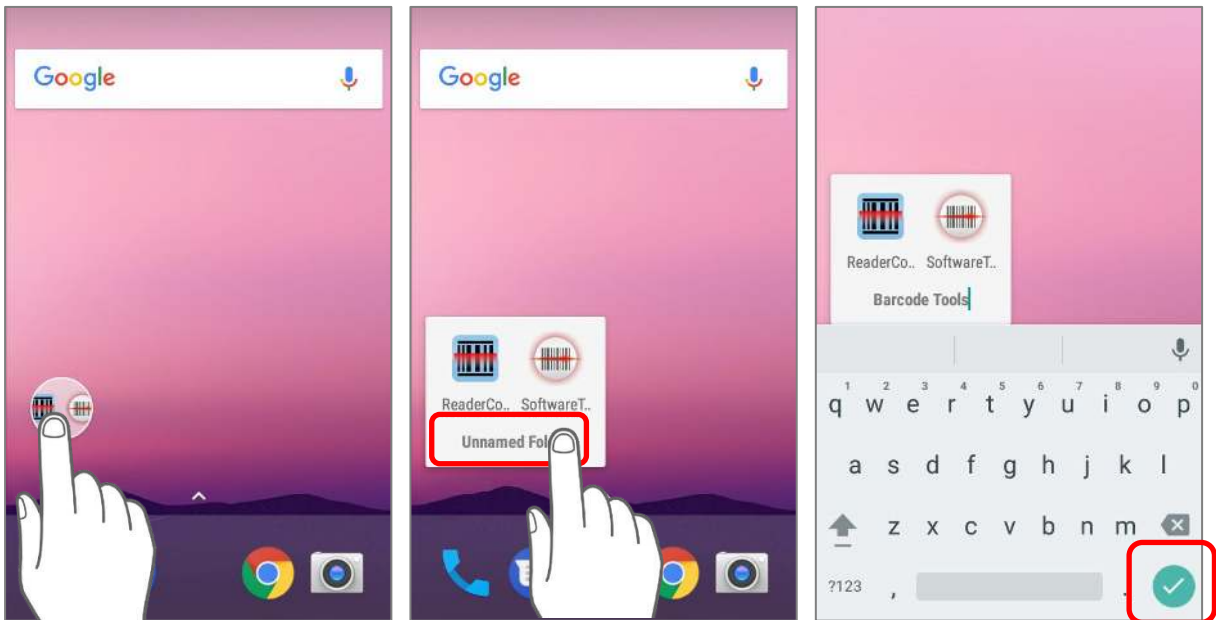 Google
Google
ReaderCo.. SoftwareT..
Unnamed Fol
ReaderCo.. SoftwareT..
Barcode Tools
1 2 3 4 5 6 7 8 9 0
q w e r t y u i o p
a s d f g h j k l
z x c v b n m
?123 , .